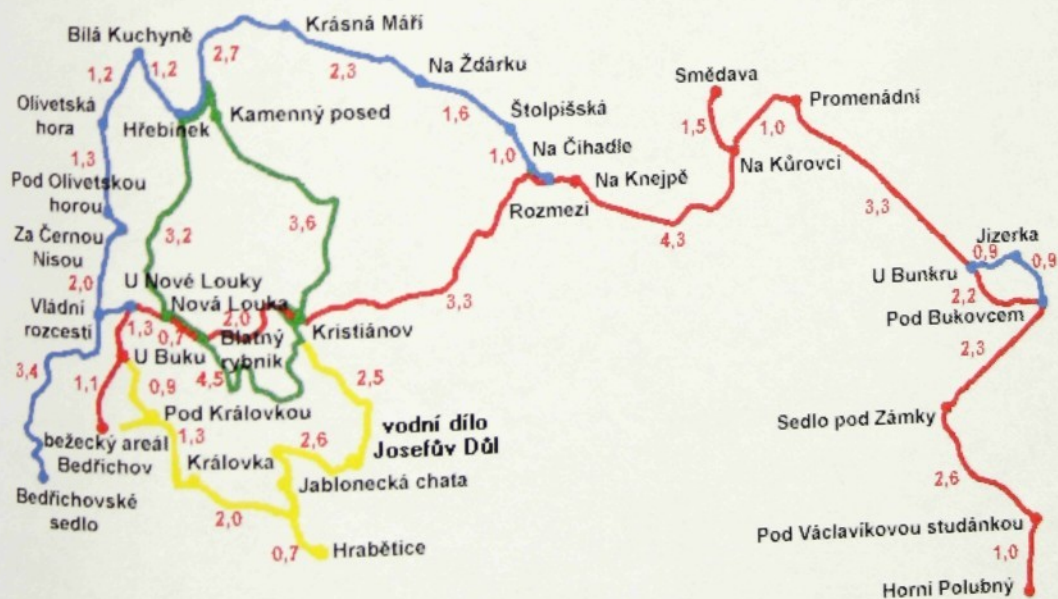 Krásná Máří
Bílá Kuchyně
2,7
1,2
1,2
2,3
Na Žďárku
Smědava
Olivetská
hora
Hřebínek
Kamenný posed
1,6
Štolpišská
1,5
1,0
Promenádní
1,3
1,0
Na Čihadle
Na Kůrovci
Pod Olivetskou
horou
Na Knejpě
Rozmezi
3,2
3,6
4,3
3,3
Za Černou
Nisou
Jizerka
0,9
0,9
2,0
U Nové Louky
3,3
U Bunkru
2,2
Vládní
rozcestí
1,3
Nová Louka
2,0
Kristiánov
Pod Bukovcem
0,7
Blatný
rybník
U Buku
3,4
1,1
0,9
4,5
2,5
2,3
Pod Královkou
vodní dílo
Josefův Důl
Sedlo pod Zámky
bežecký areál
Bedřichov
1,3
2,6
Královka
Jablonecká chata
Bedřichovské
sedlo
2,0
2,6
0,7
Hrabětice
Pod Václavíkovou studánkou
1,0
Horni Polubný